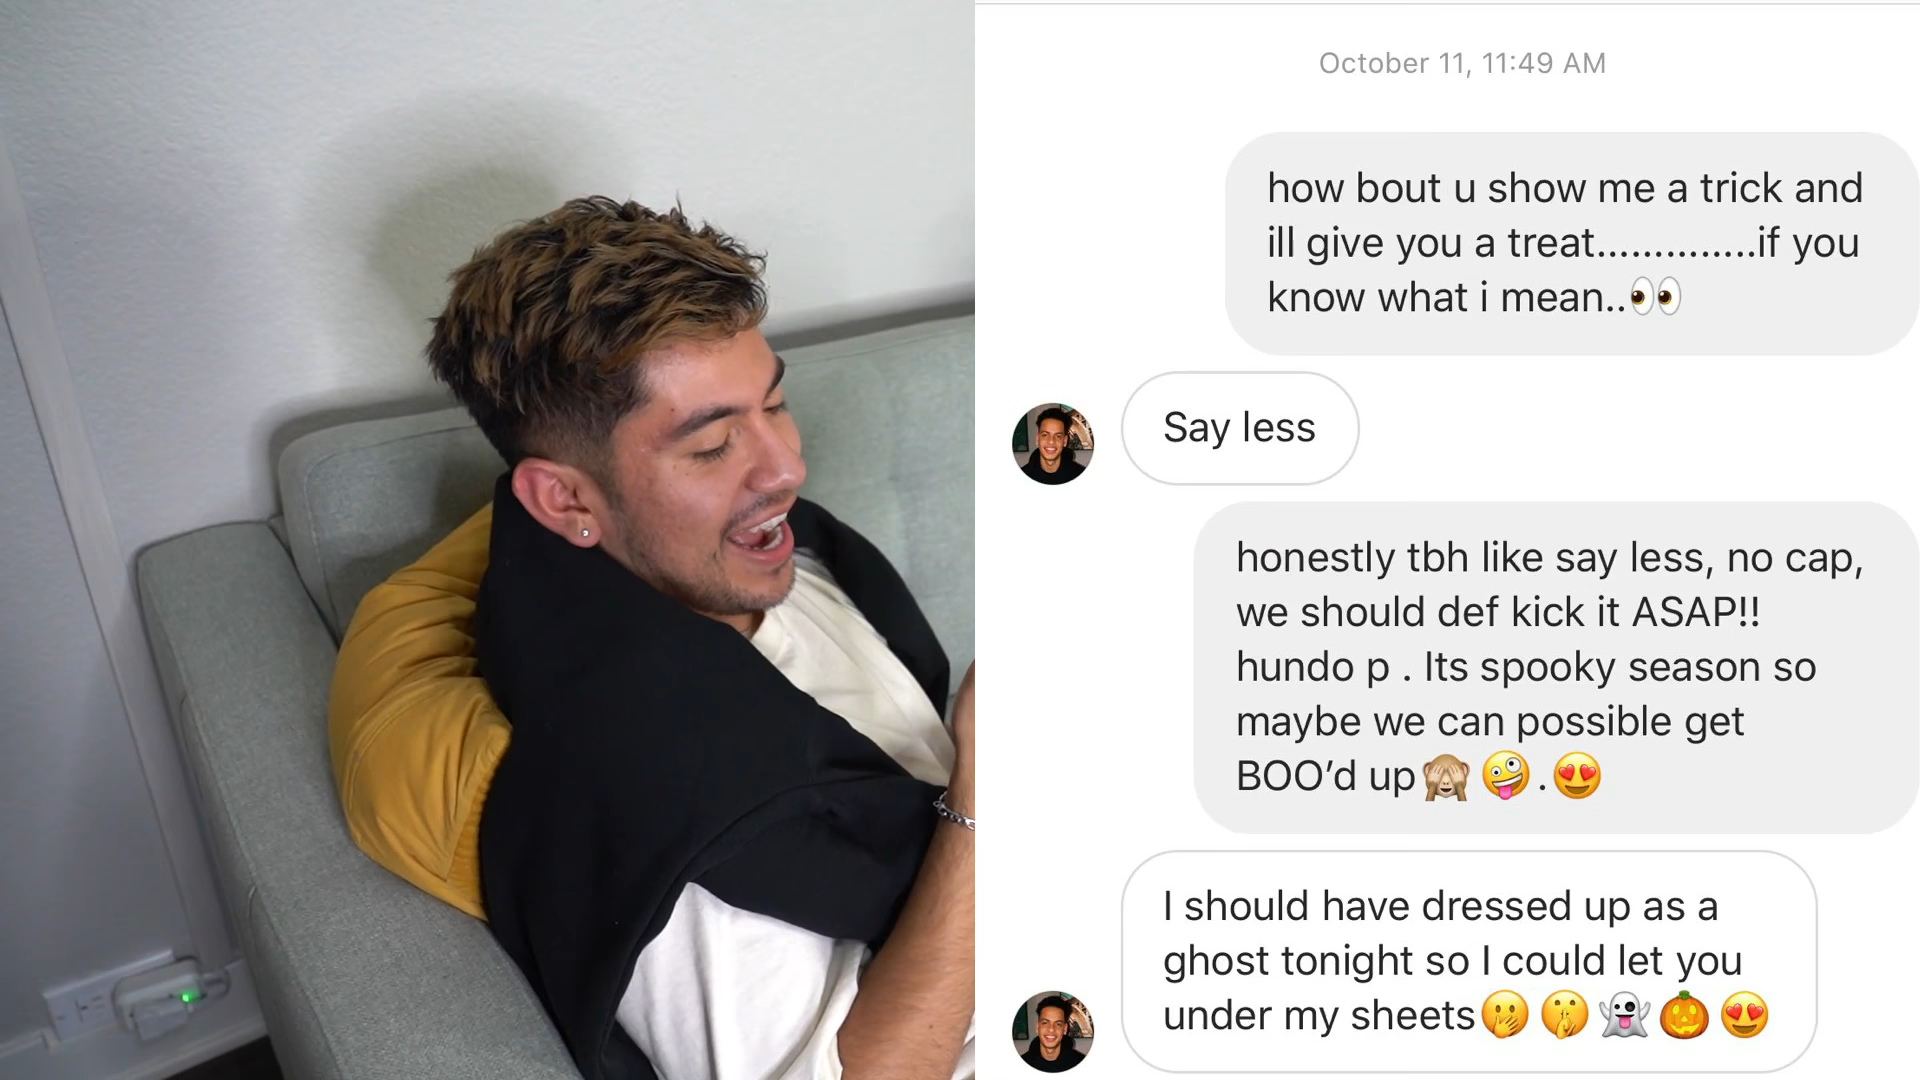 October 11, 11:49 AM
how bout u show me a trick and
ill give you a treat..............if you
know what i mean..👀
Say less
honestly tbh like say less, no cap,
we should def kick it ASAP!!
hundo p . Its spooky season so
maybe we can possible get
BOO’d up🙈🤪.😍
I should have dressed up as a
ghost tonight so I could let you
under my sheets🤭🤫👻🎃😍